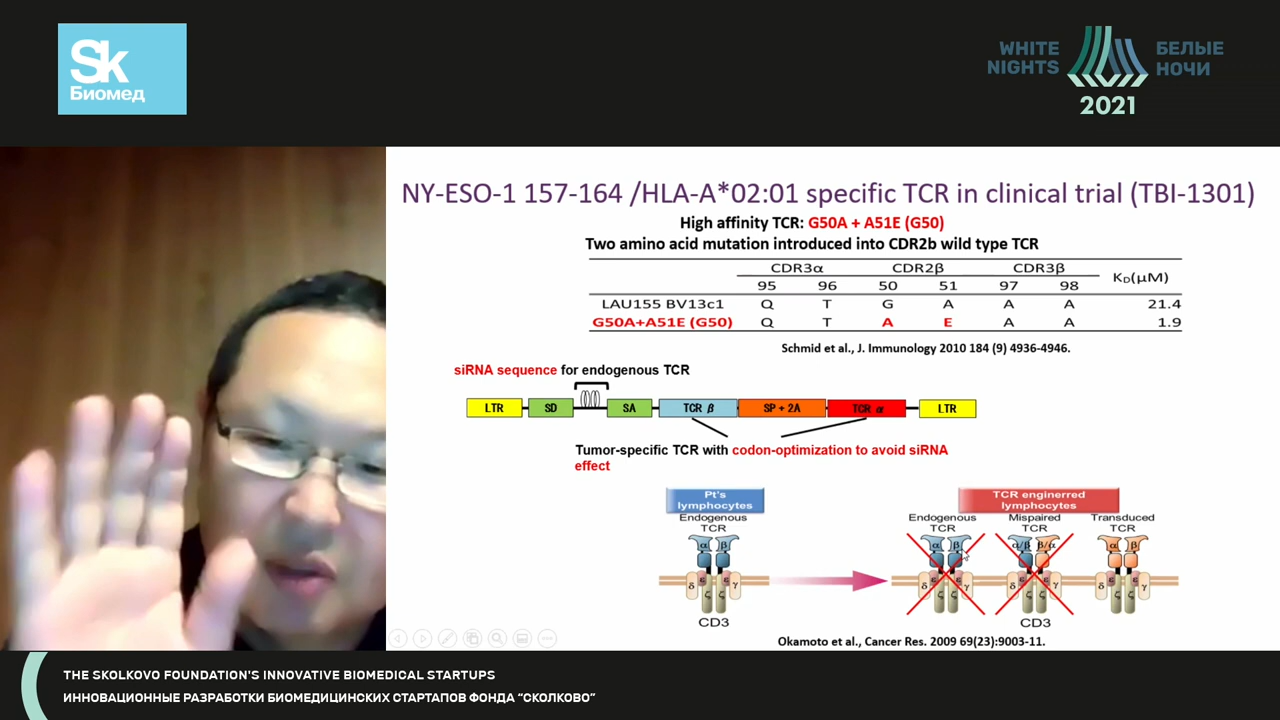 Sk
Биомед
WHITE NIGHTS
БЕЛЫЕ НОЧИ
2021
NY-ESO-1 157-164 /HLA-A*02:01 specific TCR in clinical trial (TBI-1301)
High affinity TCR: G50A + A51E (G50)
Two amino acid mutation introduced into CDR2b wild type TCR
CDR3α CDR2β CDR3β KD(μM)
95 96 50 51 97 98
LAU155 BV13c1 Q T G A A A 21.4
G50A+A51E (G50) Q T A E A A 1.9
Schmid et al., J. Immunology 2010 184 (9) 4936-4946.
siRNA sequence for endogenous TCR
LTR SD SA TCR β SP + 2A TCR α LTR
Tumor-specific TCR with codon-optimization to avoid siRNA
effect
Pt's
lymphocytes
Endogenous
TCR
α β
δ ε ε γ
ζ ζ
CD3
TCR enginerred
lymphocytes
Endogenous
TCR
Mispaired
TCR
Transduced
TCR
α β α/β β/α α β
δ ε γ δ ε γ δ ε ε γ
ζ ζ ζ ζ ζ ζ
CD3
Okamoto et al., Cancer Res. 2009 69(23):9003-11.
THE SKOLKOVO FOUNDATION'S INNOVATIVE BIOMEDICAL STARTUPS
ИННОВАЦИОННЫЕ РАЗРАБОТКИ БИОМЕДИЦИНСКИХ СТАРТАПОВ ФОНДА "СКОЛКОВО"